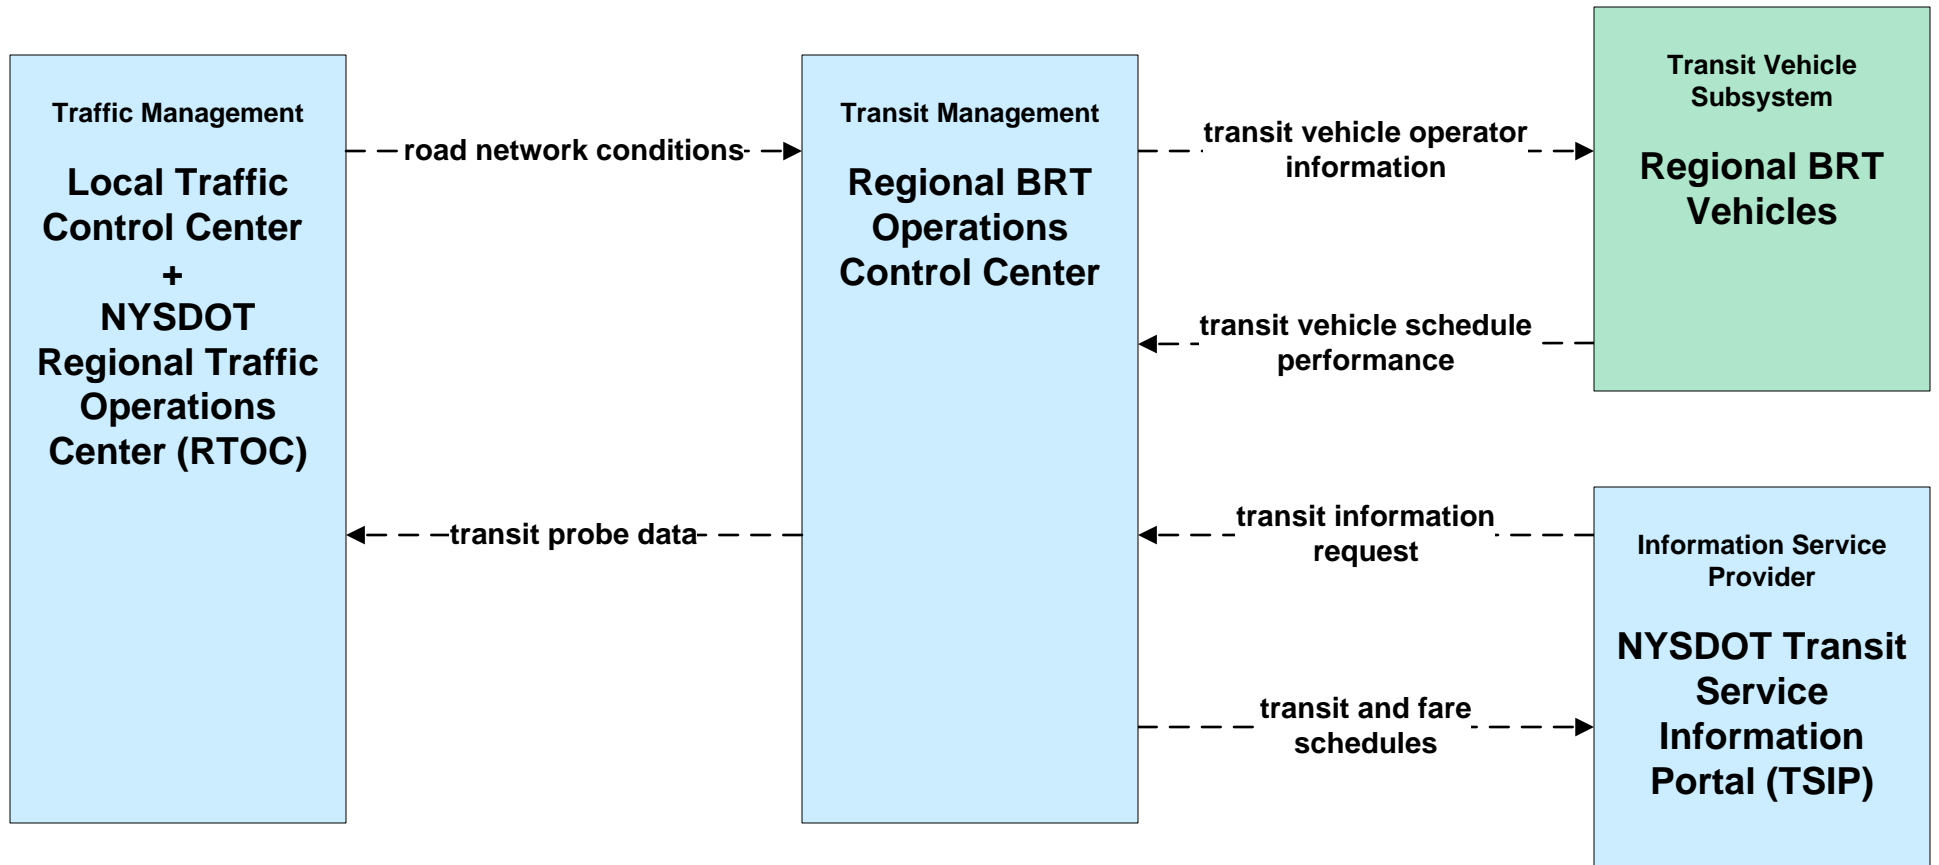 Traffic Management
Local Traffic
Control Center
+
NYSDOT
Regional Traffic
Operations
Center (RTOC)
road network conditions
transit probe data
Transit Management
Regional BRT
Operations
Control Center
transit vehicle operator
information
transit vehicle schedule
performance
transit information
request
transit and fare
schedules
Transit Vehicle
Subsystem
Regional BRT
Vehicles
Information Service
Provider
NYSDOT Transit
Service
Information
Portal (TSIP)